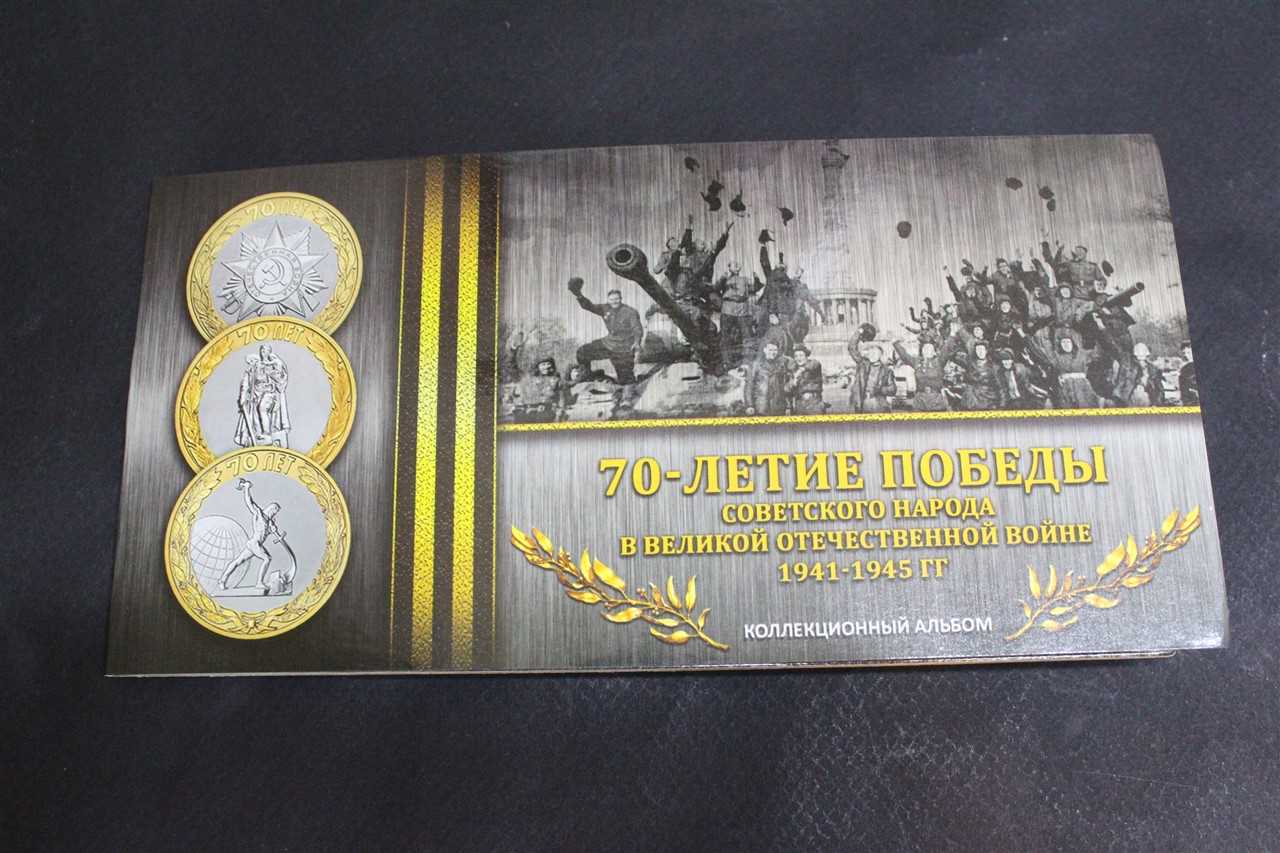 70 ЛЕТ
70 ЛЕТ
70 ЛЕТ
70-ЛЕТИЕ ПОБЕДЫ
СОВЕТСКОГО НАРОДА
В ВЕЛИКОЙ ОТЕЧЕСТВЕННОЙ ВОЙНЕ
1941-1945 ГГ
КОЛЛЕКЦИОННЫЙ АЛЬБОМ